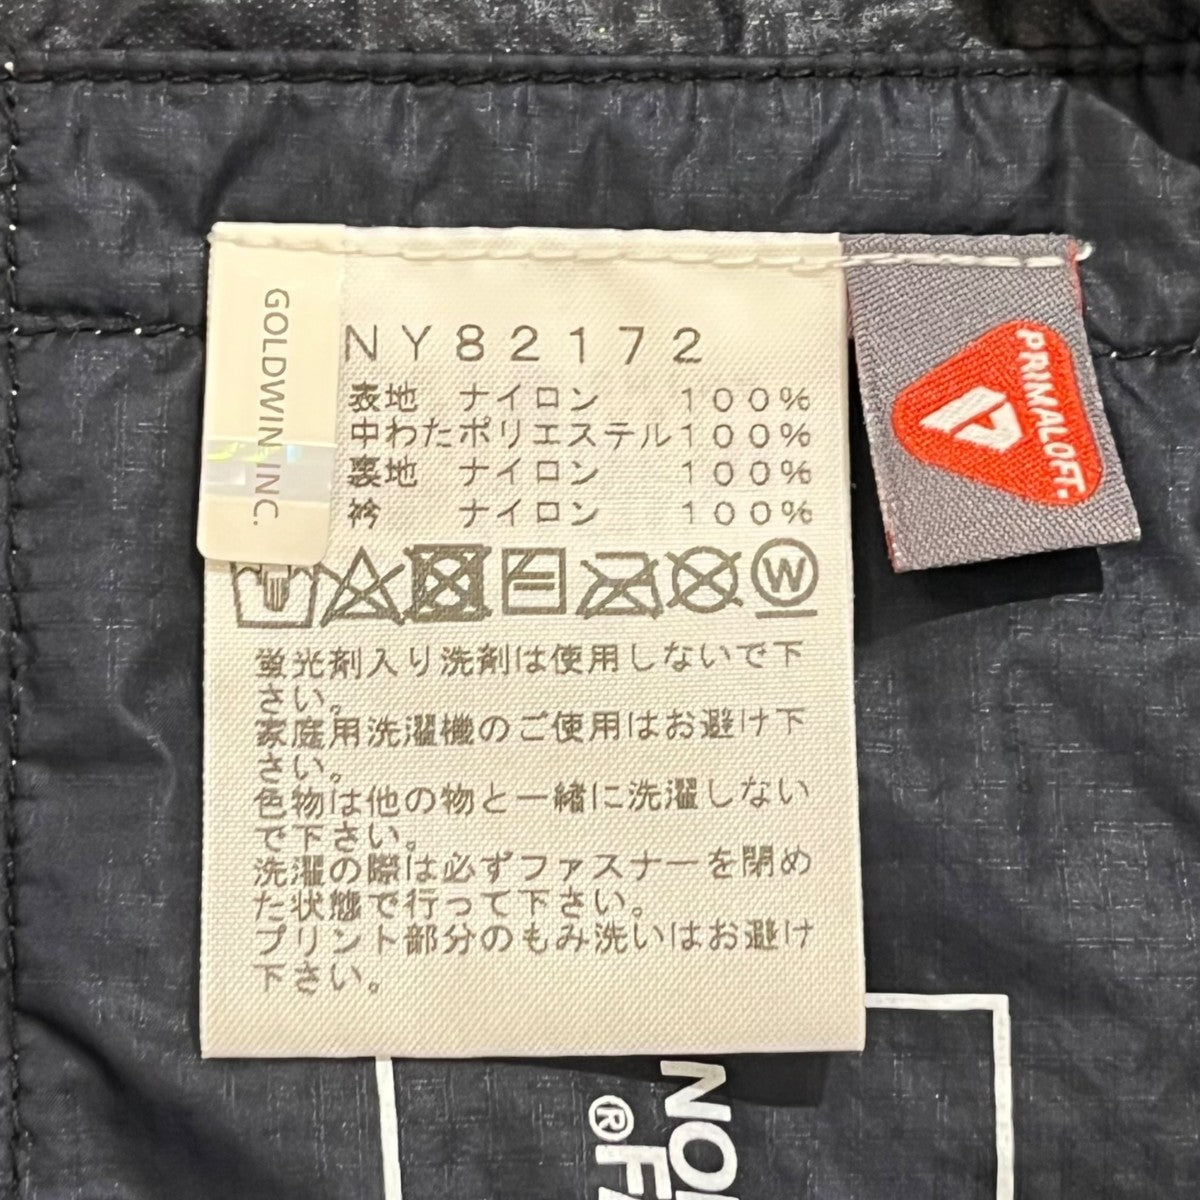 GOLDWIN INC.
NY82172
表地 ナイロン 100%
中わたポリエステル100%
裏地 ナイロン 100%
衿 ナイロン 100%
W
蛍光剤入り洗剤は使用しないで下
さい。
家庭用洗濯機のご使用はお避け下
さい。
色物は他の物と一緒に洗濯しない
で下さい。
洗濯の際は必ずファスナーを閉め
た状態で行って下さい。
プリント部分のもみ洗いはお避け
下さい。
PRIMALOFT.